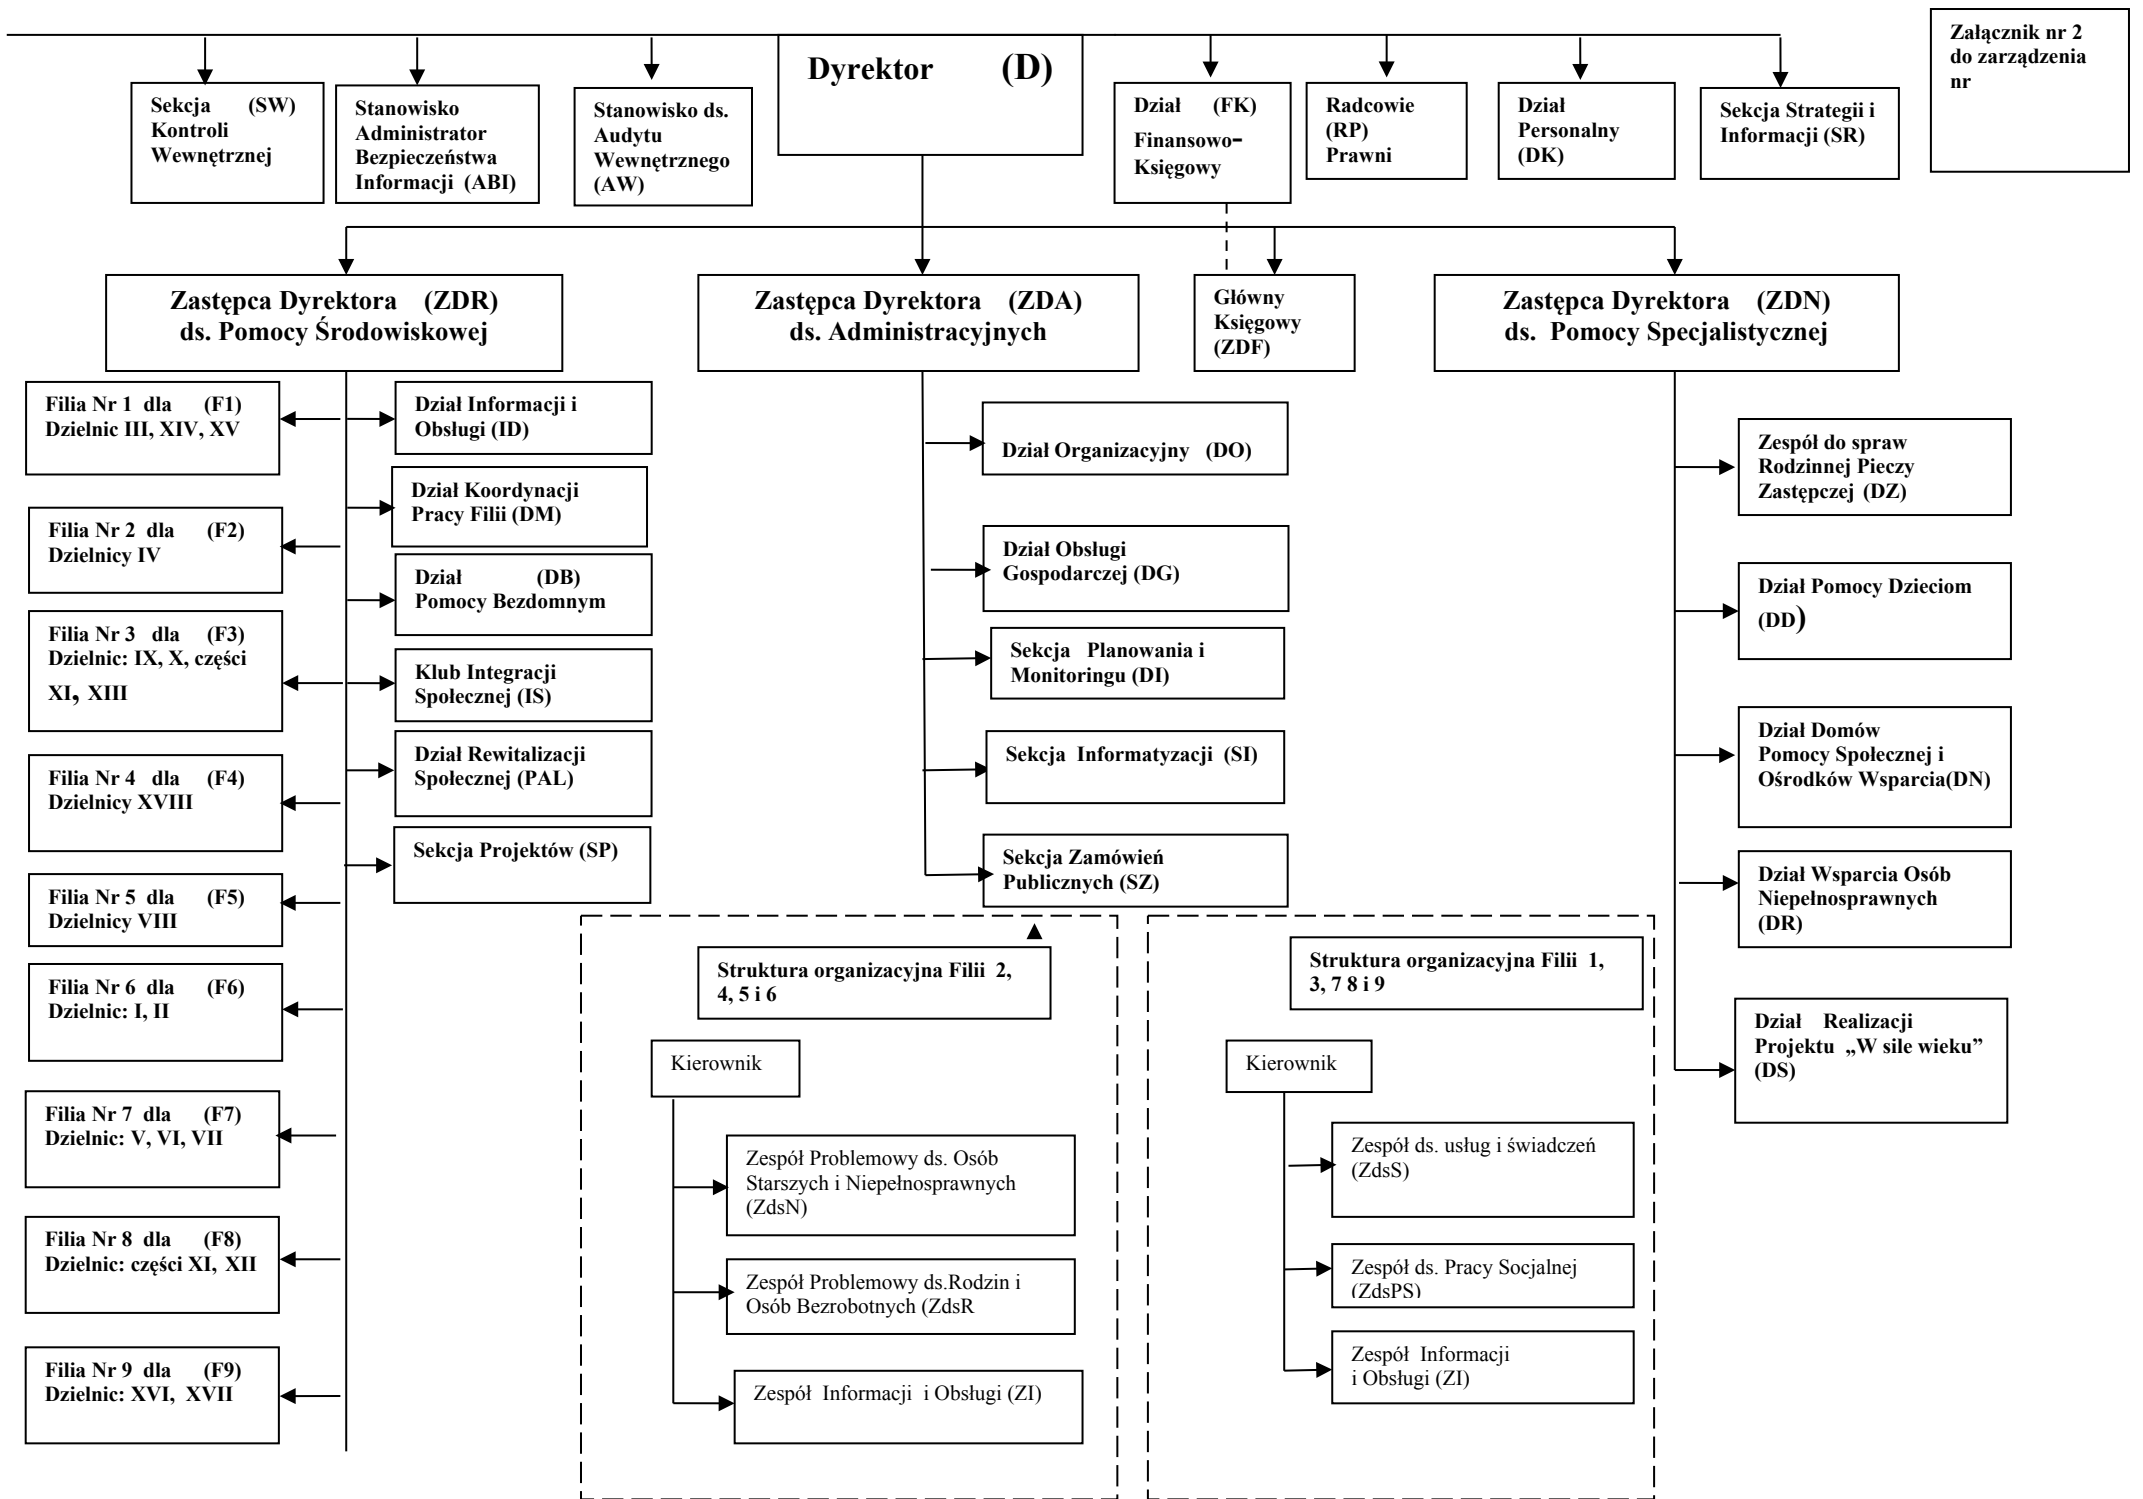 Załącznik nr 2
do zarządzenia
nr
Dyrektor (D)
Sekcja (SW)
Kontroli
Wewnętrznej
Stanowisko
Administrator
Bezpieczeństwa
Informacji (ABI)
Stanowisko ds.
Audytu
Wewnętrznego
(AW)
Dział (FK)
Finansowo-
Księgowy
Radcowie
(RP)
Prawni
Dział
Personalny
(DK)
Sekcja Strategii i
Informacji (SR)
Zastępca Dyrektora (ZDR)
ds. Pomocy Środowiskowej
Zastępca Dyrektora (ZDA)
ds. Administracyjnych
Główny
Księgowy
(ZDF)
Zastępca Dyrektora (ZDN)
ds. Pomocy Specjalistycznej
Filia Nr 1 dla (F1)
Dzielnic III, XIV, XV
Filia Nr 2 dla (F2)
Dzielnicy IV
Filia Nr 3 dla (F3)
Dzielnic: IX, X, części
XI, XIII
Filia Nr 4 dla (F4)
Dzielnicy XVIII
Filia Nr 5 dla (F5)
Dzielnicy VIII
Filia Nr 6 dla (F6)
Dzielnic: I, II
Filia Nr 7 dla (F7)
Dzielnic: V, VI, VII
Filia Nr 8 dla (F8)
Dzielnic: części XI, XII
Filia Nr 9 dla (F9)
Dzielnic: XVI, XVII
Dział Informacji i
Obsługi (ID)
Dział Koordynacji
Pracy Filii (DM)
Dział (DB)
Pomocy Bezdomnym
Klub Integracji
Społecznej (IS)
Dział Rewitalizacji
Społecznej (PAL)
Sekcja Projektów (SP)
Dział Organizacyjny (DO)
Dział Obsługi
Gospodarczej (DG)
Sekcja Planowania i
Monitoringu (DI)
Sekcja Informatyzacji (SI)
Sekcja Zamówień
Publicznych (SZ)
Zespół do spraw
Rodzinnej Pieczy
Zastępczej (DZ)
Dział Pomocy Dzieciom
(DD)
Dział Domów
Pomocy Społecznej i
Ośrodków Wsparcia(DN)
Dział Wsparcia Osób
Niepełnosprawnych
(DR)
Dział Realizacji
Projektu „W sile wieku”
(DS)
Struktura organizacyjna Filii 2,
4, 5 i 6
Kierownik
Zespół Problemowy ds. Osób
Starszych i Niepełnosprawnych
(ZdsN)
Zespół Problemowy ds.Rodzin i
Osób Bezrobotnych (ZdsR
Zespół Informacji i Obsługi (ZI)
Struktura organizacyjna Filii 1,
3, 7 8 i 9
Kierownik
Zespół ds. usług i świadczeń
(ZdsS)
Zespół ds. Pracy Socjalnej
(ZdsPS)
Zespół Informacji
i Obsługi (ZI)